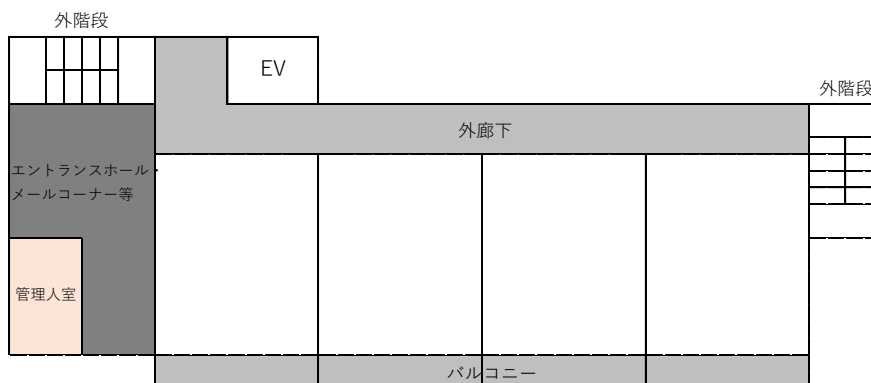 外階段
EV
外階段
外廊下
エントランスホール・
メールコーナー等
管理人室
バルコニー